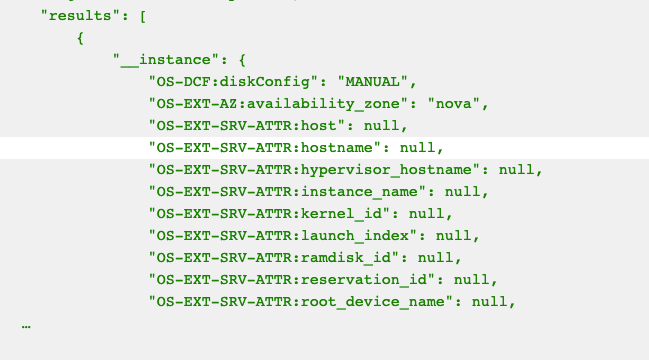 "results": [
{
"__instance": {
"OS-DCF:diskConfig": "MANUAL",
"OS-EXT-AZ:availability_zone": "nova",
"OS-EXT-SRV-ATTR:host": null,
"OS-EXT-SRV-ATTR:hostname": null,
"OS-EXT-SRV-ATTR:hypervisor_hostname": null,
"OS-EXT-SRV-ATTR:instance_name": null,
"OS-EXT-SRV-ATTR:kernel_id": null,
"OS-EXT-SRV-ATTR:launch_index": null,
"OS-EXT-SRV-ATTR:ramdisk_id": null,
"OS-EXT-SRV-ATTR:reservation_id": null,
"OS-EXT-SRV-ATTR:root_device_name": null,
…